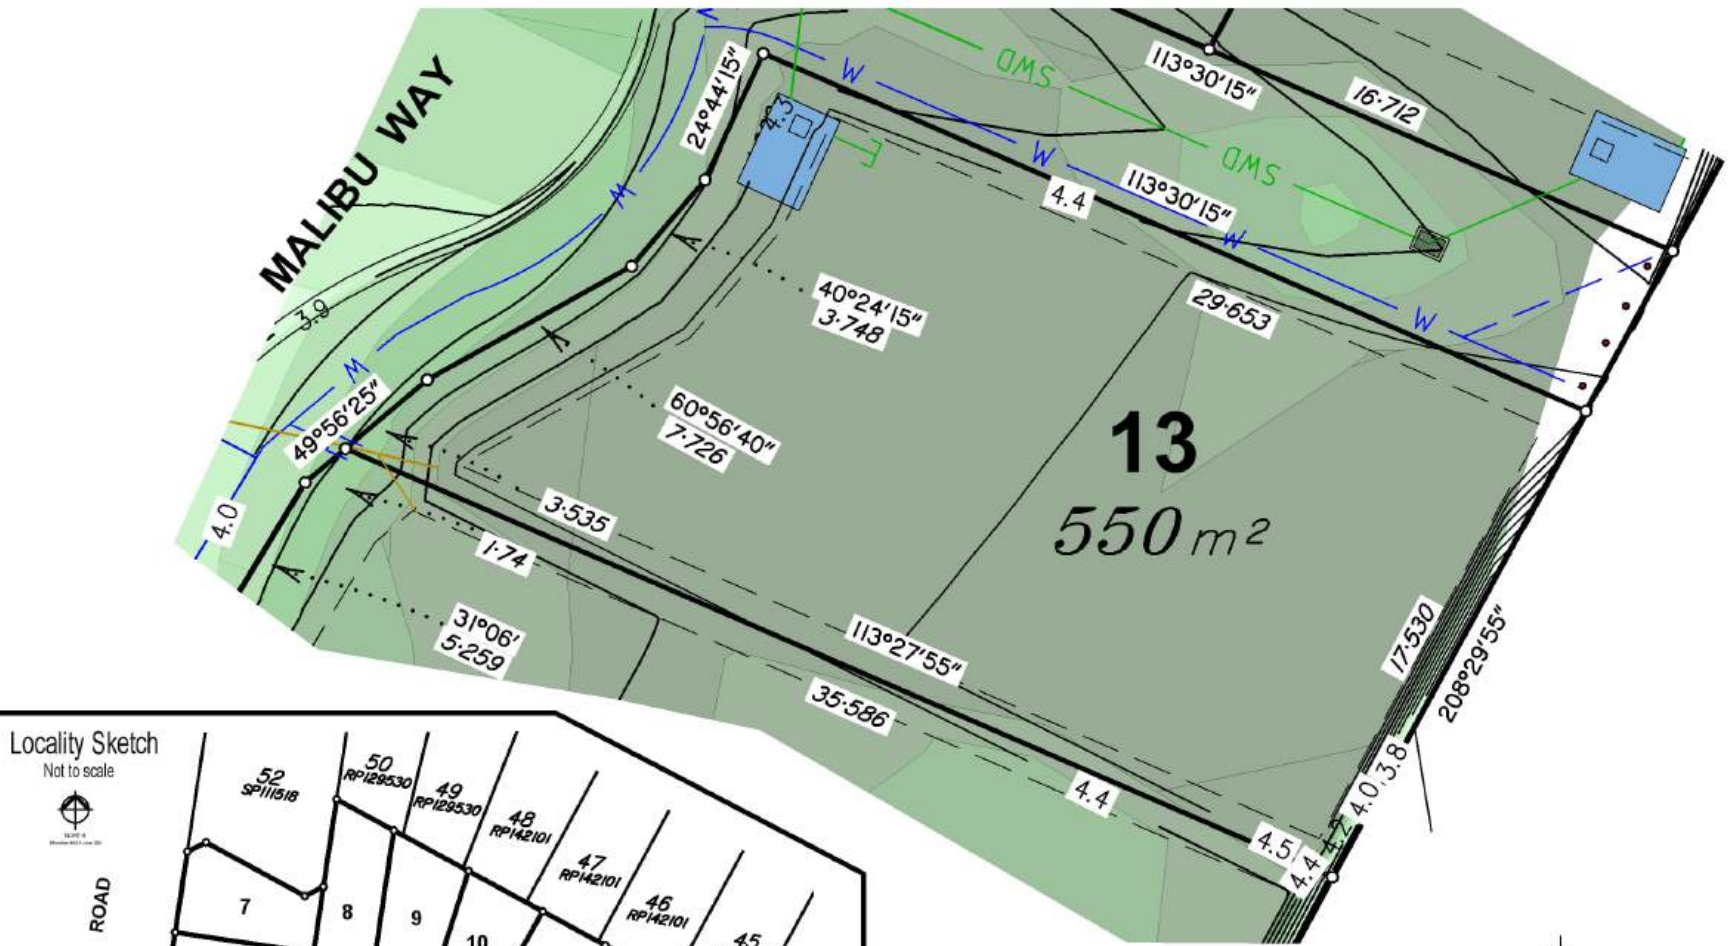 MALIBU WAY
24°44'15"
4.3
W
SWD
113°30'15"
16·712
W
SWD
W
4.4
113°30'15"
W
W
3.9
40°24'15"
3·748
29·653
W
W
49°56'25"
60°56'40"
7·726
13
550 m²
4.0
A
A
A
A
3·535
1·74
31°06'
5·259
113°27'55"
35·586
17·530
208°29'55"
4.4
4.5
4.4
4.2
4.0
3.8
Locality Sketch
Not to scale
ROAD
52
SP111518
50
RP129530
49
RP129530
48
RP142101
47
RP142101
46
RP142101
45
7
8
9
10